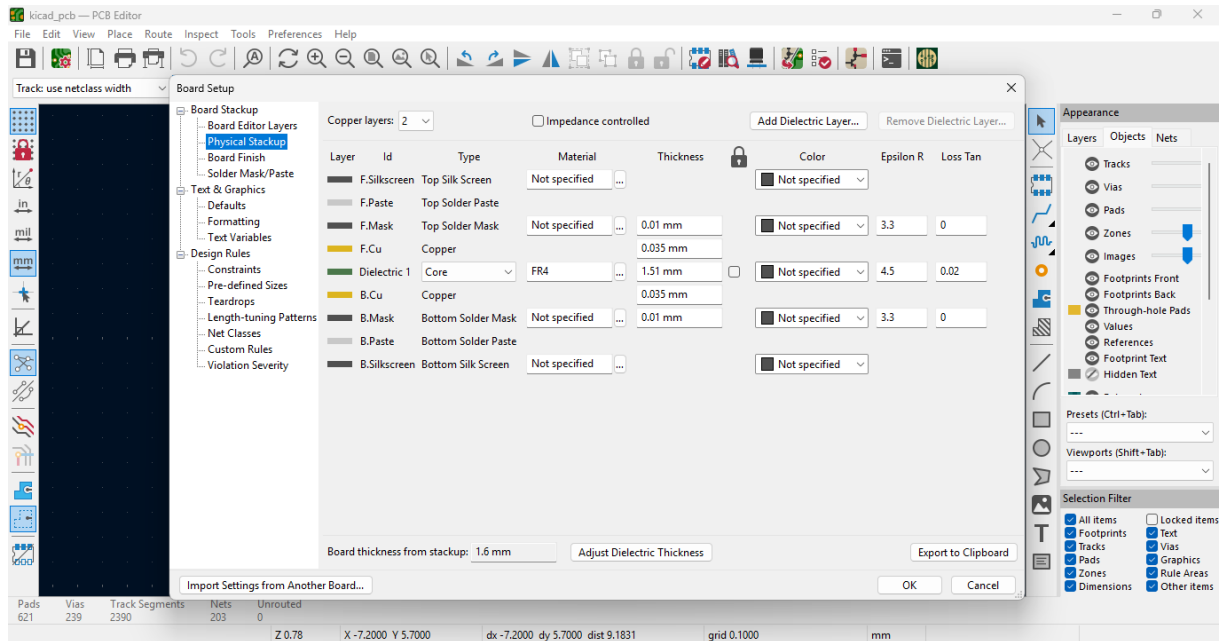 kicad_pcb — PCB Editor
File Edit View Place Route Inspect Tools Preferences Help
Track: use netclass width
Board Setup
Board Stackup
Board Editor Layers
Physical Stackup
Board Finish
Solder Mask/Paste
Text & Graphics
Defaults
Formatting
Text Variables
Design Rules
Constraints
Pre-defined Sizes
Teardrops
Length-tuning Patterns
Net Classes
Custom Rules
Violation Severity
Copper layers: 2 Impedance controlled Add Dielectric Layer... Remove Dielectric Layer...
Layer Id Type Material Thickness Color Epsilon R Loss Tan
F.Silkscreen Top Silk Screen Not specified ... Not specified
F.Paste Top Solder Paste
F.Mask Top Solder Mask Not specified ... 0.01 mm Not specified 3.3 0
F.Cu Copper 0.035 mm
Dielectric 1 Core FR4 ... 1.51 mm Not specified 4.5 0.02
B.Cu Copper 0.035 mm
B.Mask Bottom Solder Mask Not specified ... 0.01 mm Not specified 3.3 0
B.Paste Bottom Solder Paste
B.Silkscreen Bottom Silk Screen Not specified ... Not specified
Board thickness from stackup: 1.6 mm Adjust Dielectric Thickness Export to Clipboard
Import Settings from Another Board... OK Cancel
in
mil
mm
Appearance
Layers Objects Nets
Tracks
Vias
Pads
Zones
Images
Footprints Front
Footprints Back
Through-hole Pads
Values
References
Footprint Text
Hidden Text
Presets (Ctrl+Tab):
---
Viewports (Shift+Tab):
---
Selection Filter
All items Locked items
Footprints Text
Tracks Vias
Pads Graphics
Zones Rule Areas
Dimensions Other items
Pads Vias Track Segments Nets Unrouted
621 239 2390 203 0
Z 0.78 X -7.2000 Y 5.7000 dx -7.2000 dy 5.7000 dist 9.1831 grid 0.1000 mm